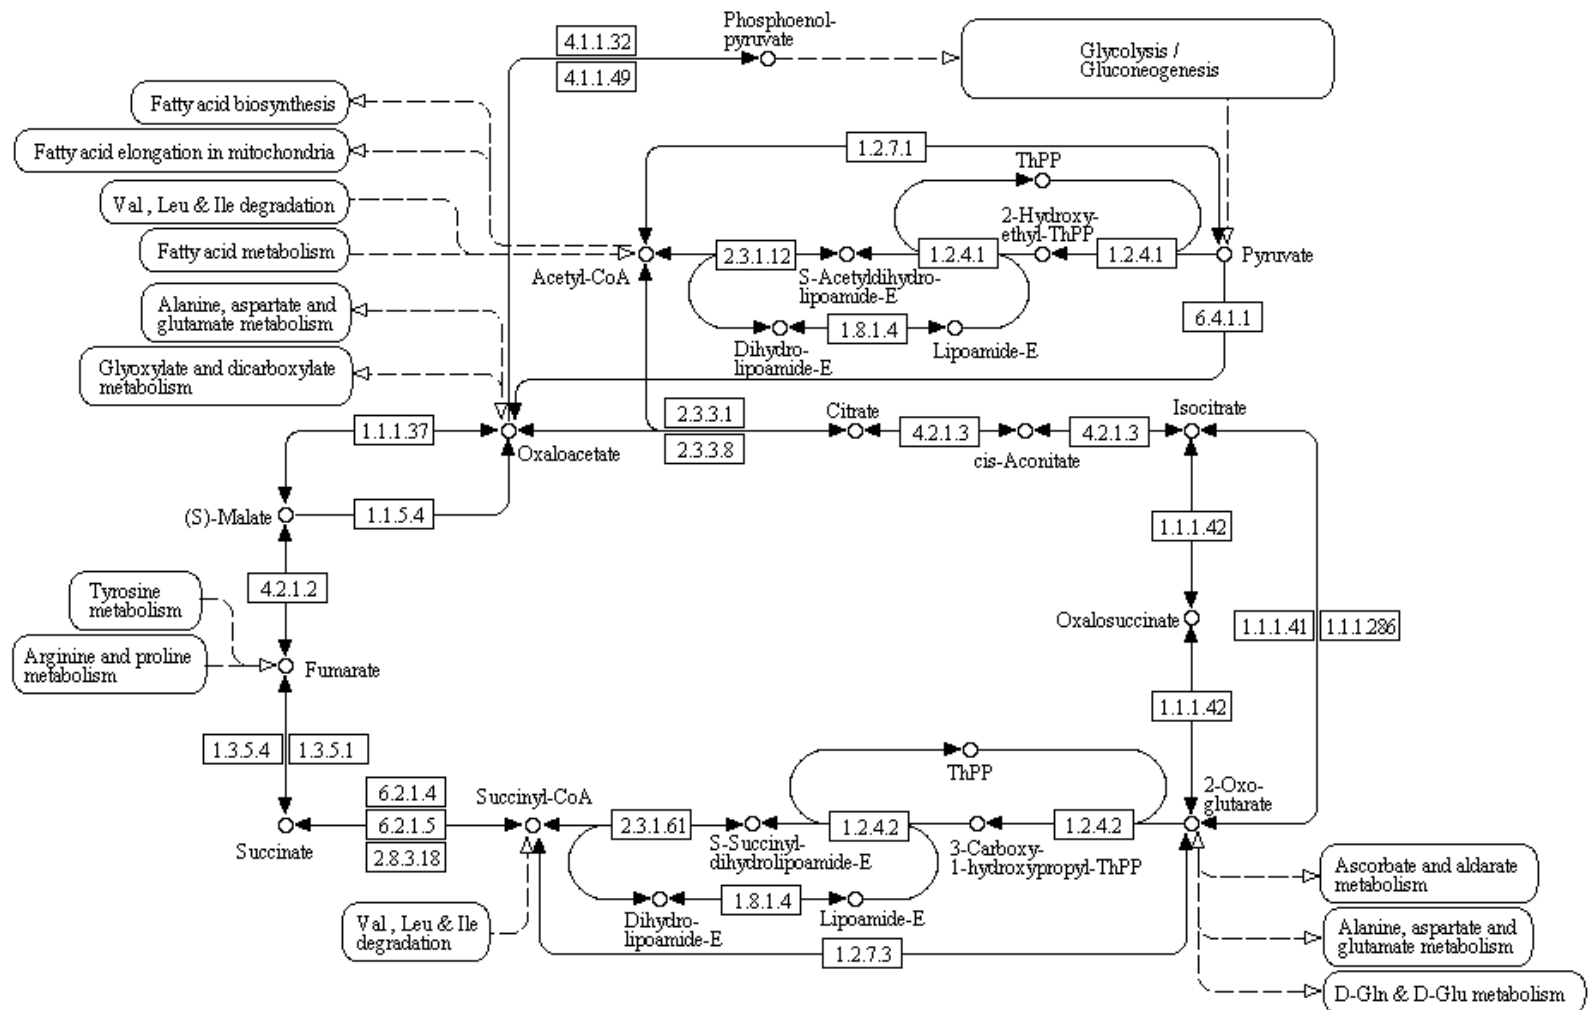 Phosphoenol-
pyruvate
4.1.1.32
4.1.1.49
Glycolysis /
Gluconeogenesis
Fatty acid biosynthesis
Fatty acid elongation in mitochondria
Val , Leu & Ile degradation
Fatty acid metabolism
1.2.7.1
ThPP
2-Hydroxy-
ethyl-ThPP
Acetyl-CoA
2.3.1.12
S-Acetyldihydro-
lipoamide-E
1.2.4.1
1.2.4.1
Pyruvate
Alanine, aspartate and
glutamate metabolism
Dihydro-
lipoamide-E
1.8.1.4
Lipoamide-E
6.4.1.1
Glyoxylate and dicarboxylate
metabolism
1.1.1.37
Oxaloacetate
2.3.3.1
2.3.3.8
Citrate
4.2.1.3
cis-Aconitate
4.2.1.3
Isocitrate
(S)-Malate
1.1.5.4
1.1.1.42
4.2.1.2
Tyrosine
metabolism
Oxalosuccinate
1.1.1.41
1.1.1.286
Arginine and proline
metabolism
Fumarate
1.1.1.42
1.3.5.4
1.3.5.1
ThPP
6.2.1.4
6.2.1.5
2.8.3.18
Succinate
Succinyl-CoA
2.3.1.61
S-Succinyl-
dihydrolipoamide-E
1.2.4.2
3-Carboxy-
1-hydroxypropyl-ThPP
1.2.4.2
2-Oxo-
glutarate
Val , Leu & Ile
degradation
Dihydro-
lipoamide-E
1.8.1.4
Lipoamide-E
1.2.7.3
Ascorbate and aldarate
metabolism
Alanine, aspartate and
glutamate metabolism
D-Gln & D-Glu metabolism